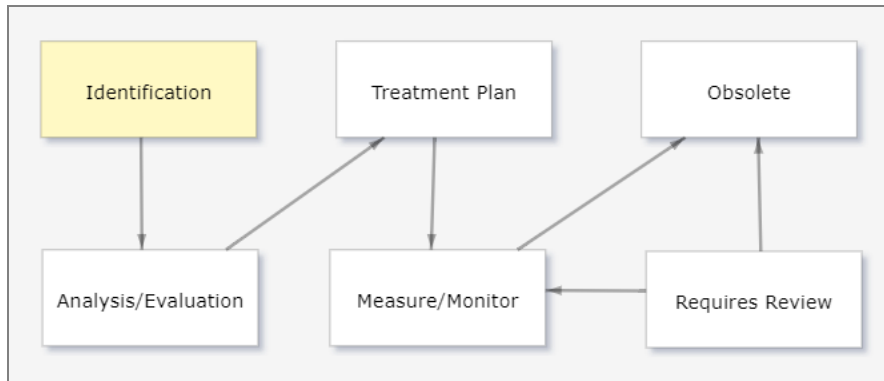 Identification
Treatment Plan
Obsolete
Analysis/Evaluation
Measure/Monitor
Requires Review